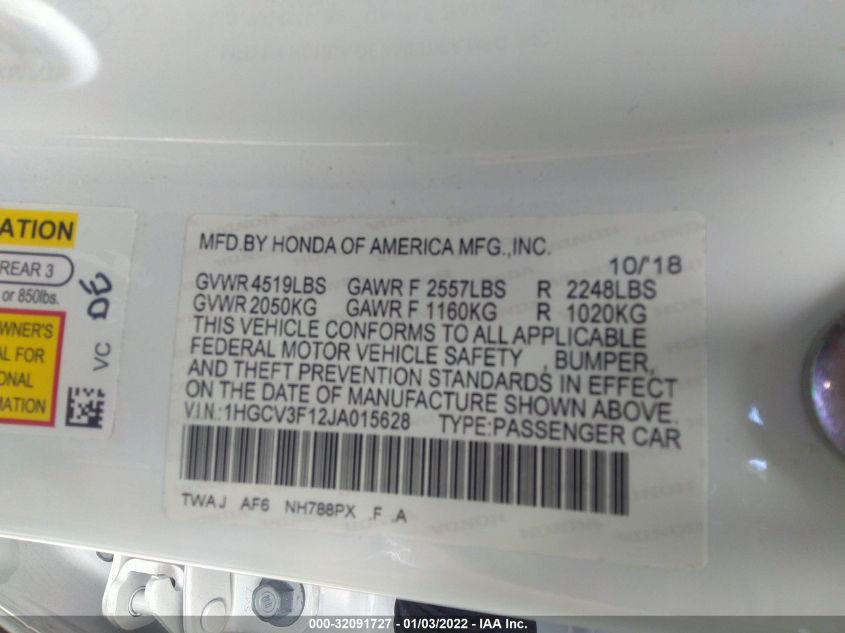 ATION
REAR 3
or 850lbs.
WNER'S
AL FOR
ONAL
MATION
VC
MFD.BY HONDA OF AMERICA MFG.,INC.
10/'18
GVWR 4519LBS GAWR F 2557LBS R 2248LBS
GVWR 2050KG GAWR F 1160KG R 1020KG
THIS VEHICLE CONFORMS TO ALL APPLICABLE
FEDERAL MOTOR VEHICLE SAFETY , BUMPER,
AND THEFT PREVENTION STANDARDS IN EFFECT
ON THE DATE OF MANUFACTURE SHOWN ABOVE.
V.I.N.:1HGCV3F12JA015628 TYPE:PASSENGER CAR
TWAJ AF6 NH788PX .F .A
000-32091727 - 01/03/2022 - IAA Inc.